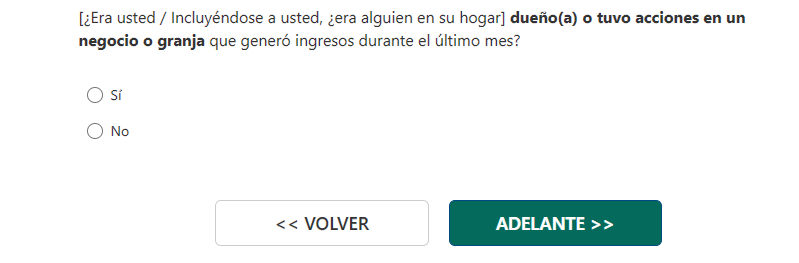 [¿Era usted / Incluyéndose a usted, ¿era alguien en su hogar] dueño(a) o tuvo acciones en un
negocio o granja que generó ingresos durante el último mes?
Sí
No
<< VOLVER
ADELANTE >>